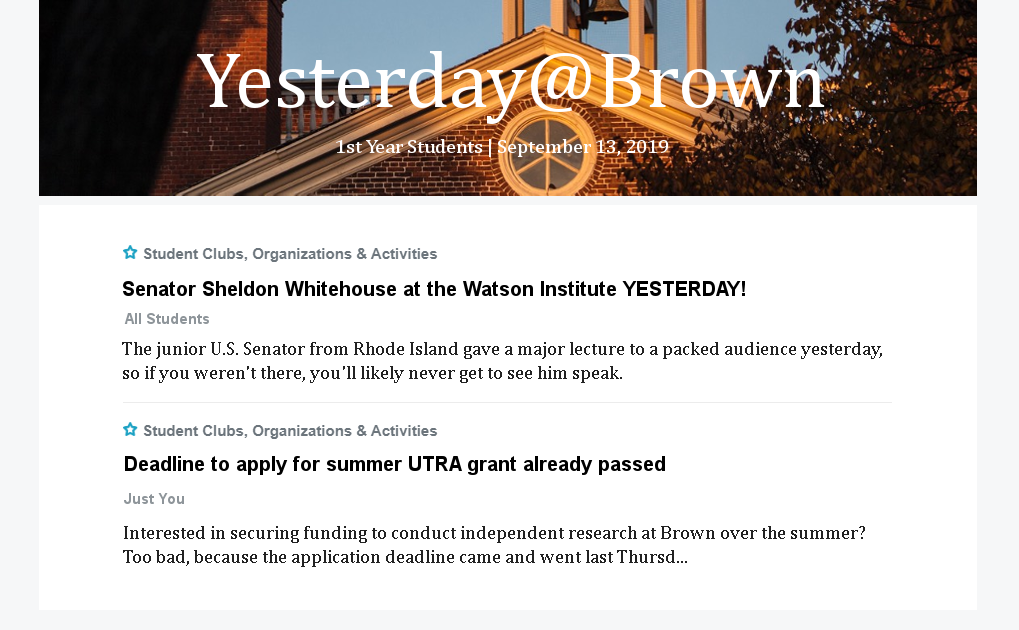 Yesterday@Brown
1st Year Students | September 13, 2019
Student Clubs, Organizations & Activities
Senator Sheldon Whitehouse at the Watson Institute YESTERDAY!
All Students
The junior U.S. Senator from Rhode Island gave a major lecture to a packed audience yesterday,
so if you weren't there, you'll likely never get to see him speak.
Student Clubs, Organizations & Activities
Deadline to apply for summer UTRA grant already passed
Just You
Interested in securing funding to conduct independent research at Brown over the summer?
Too bad, because the application deadline came and went last Thursd...